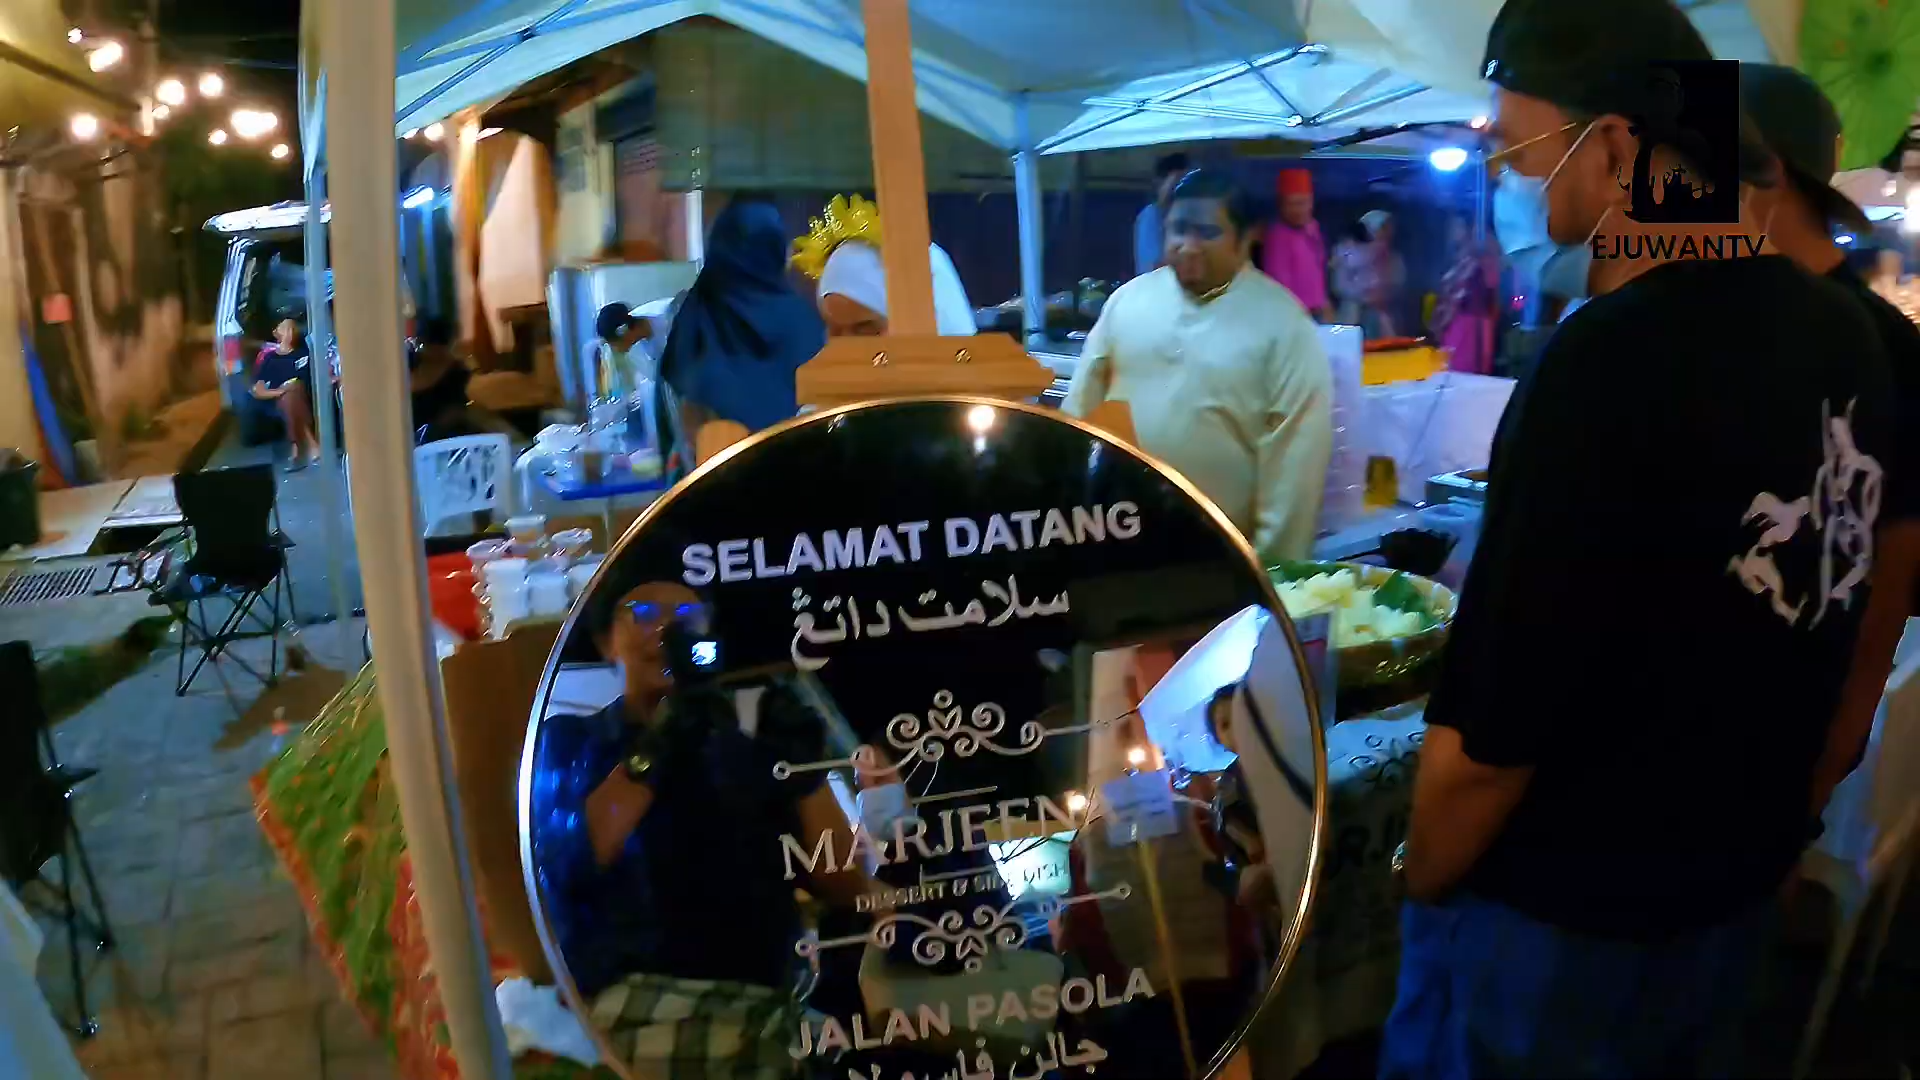 EJUWANTV
SELAMAT DATANG
سلامت داتڠ
MARJEENA
DESSERT & SIDE DISH
JALAN PASOLA
جالن ڤاسولا